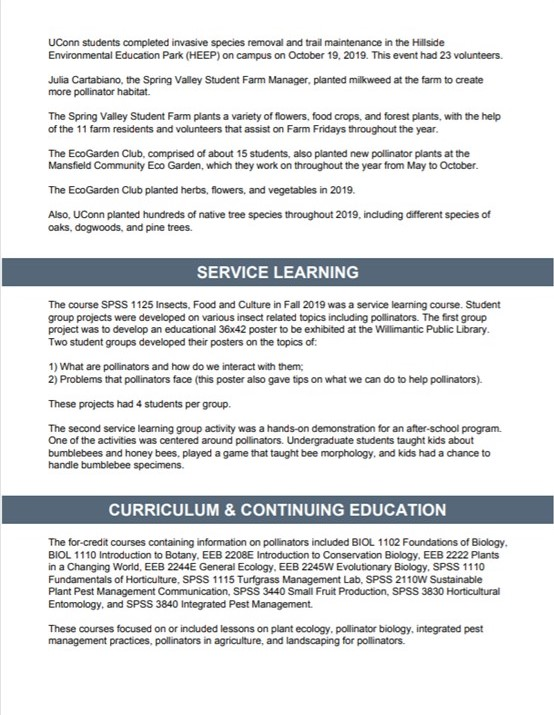 UConn students completed invasive species removal and trail maintenance in the Hillside
Environmental Education Park (HEEP) on campus on October 19, 2019. This event had 23 volunteers.
Julia Cartabiano, the Spring Valley Student Farm Manager, planted milkweed at the farm to create
more pollinator habitat.
The Spring Valley Student Farm plants a variety of flowers, food crops, and forest plants, with the help
of the 11 farm residents and volunteers that assist on Farm Fridays throughout the year.
The EcoGarden Club, comprised of about 15 students, also planted new pollinator plants at the
Mansfield Community Eco Garden, which they work on throughout the year from May to October.
The EcoGarden Club planted herbs, flowers, and vegetables in 2019.
Also, UConn planted hundreds of native tree species throughout 2019, including different species of
oaks, dogwoods, and pine trees.
SERVICE LEARNING
The course SPSS 1125 Insects, Food and Culture in Fall 2019 was a service learning course. Student
group projects were developed on various insect related topics including pollinators. The first group
project was to develop an educational 36x42 poster to be exhibited at the Willimantic Public Library.
Two student groups developed their posters on the topics of:
1) What are pollinators and how do we interact with them;
2) Problems that pollinators face (this poster also gave tips on what we can do to help pollinators).
These projects had 4 students per group.
The second service learning group activity was a hands-on demonstration for an after-school program.
One of the activities was centered around pollinators. Undergraduate students taught kids about
bumblebees and honey bees, played a game that taught bee morphology, and kids had a chance to
handle bumblebee specimens.
CURRICULUM & CONTINUING EDUCATION
The for-credit courses containing information on pollinators included BIOL 1102 Foundations of Biology,
BIOL 1110 Introduction to Botany, EEB 2208E Introduction to Conservation Biology, EEB 2222 Plants
in a Changing World, EEB 2244E General Ecology, EEB 2245W Evolutionary Biology, SPSS 1110
Fundamentals of Horticulture, SPSS 1115 Turfgrass Management Lab, SPSS 2110W Sustainable
Plant Pest Management Communication, SPSS 3440 Small Fruit Production, SPSS 3830 Horticultural
Entomology, and SPSS 3840 Integrated Pest Management.
These courses focused on or included lessons on plant ecology, pollinator biology, integrated pest
management practices, pollinators in agriculture, and landscaping for pollinators.